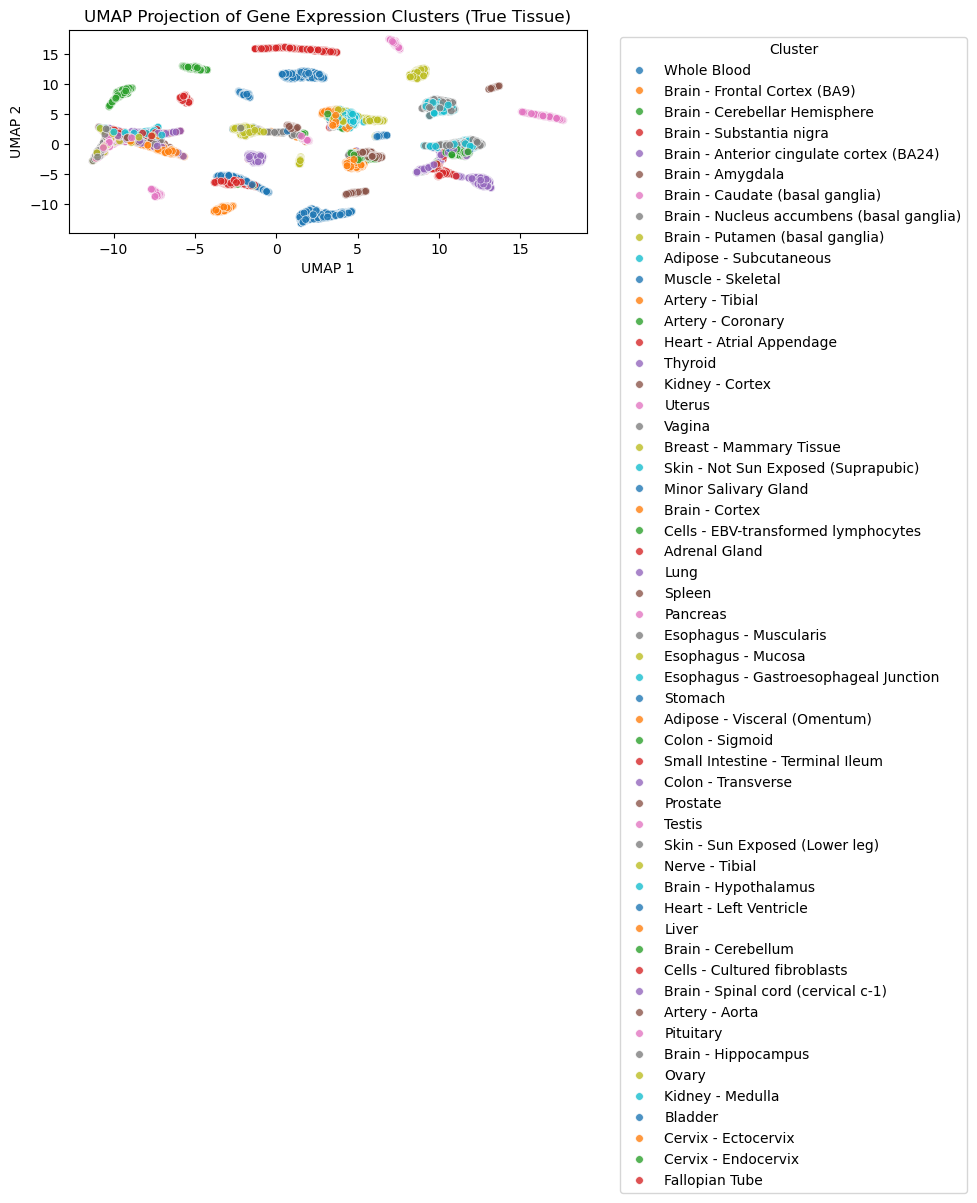 UMAP Projection of Gene Expression Clusters (True Tissue)
15
10
5
0
−5
−10
UMAP 2
−10
−5
0
5
10
15
UMAP 1
Cluster
Whole Blood
Brain - Frontal Cortex (BA9)
Brain - Cerebellar Hemisphere
Brain - Substantia nigra
Brain - Anterior cingulate cortex (BA24)
Brain - Amygdala
Brain - Caudate (basal ganglia)
Brain - Nucleus accumbens (basal ganglia)
Brain - Putamen (basal ganglia)
Adipose - Subcutaneous
Muscle - Skeletal
Artery - Tibial
Artery - Coronary
Heart - Atrial Appendage
Thyroid
Kidney - Cortex
Uterus
Vagina
Breast - Mammary Tissue
Skin - Not Sun Exposed (Suprapubic)
Minor Salivary Gland
Brain - Cortex
Cells - EBV-transformed lymphocytes
Adrenal Gland
Lung
Spleen
Pancreas
Esophagus - Muscularis
Esophagus - Mucosa
Esophagus - Gastroesophageal Junction
Stomach
Adipose - Visceral (Omentum)
Colon - Sigmoid
Small Intestine - Terminal Ileum
Colon - Transverse
Prostate
Testis
Skin - Sun Exposed (Lower leg)
Nerve - Tibial
Brain - Hypothalamus
Heart - Left Ventricle
Liver
Brain - Cerebellum
Cells - Cultured fibroblasts
Brain - Spinal cord (cervical c-1)
Artery - Aorta
Pituitary
Brain - Hippocampus
Ovary
Kidney - Medulla
Bladder
Cervix - Ectocervix
Cervix - Endocervix
Fallopian Tube